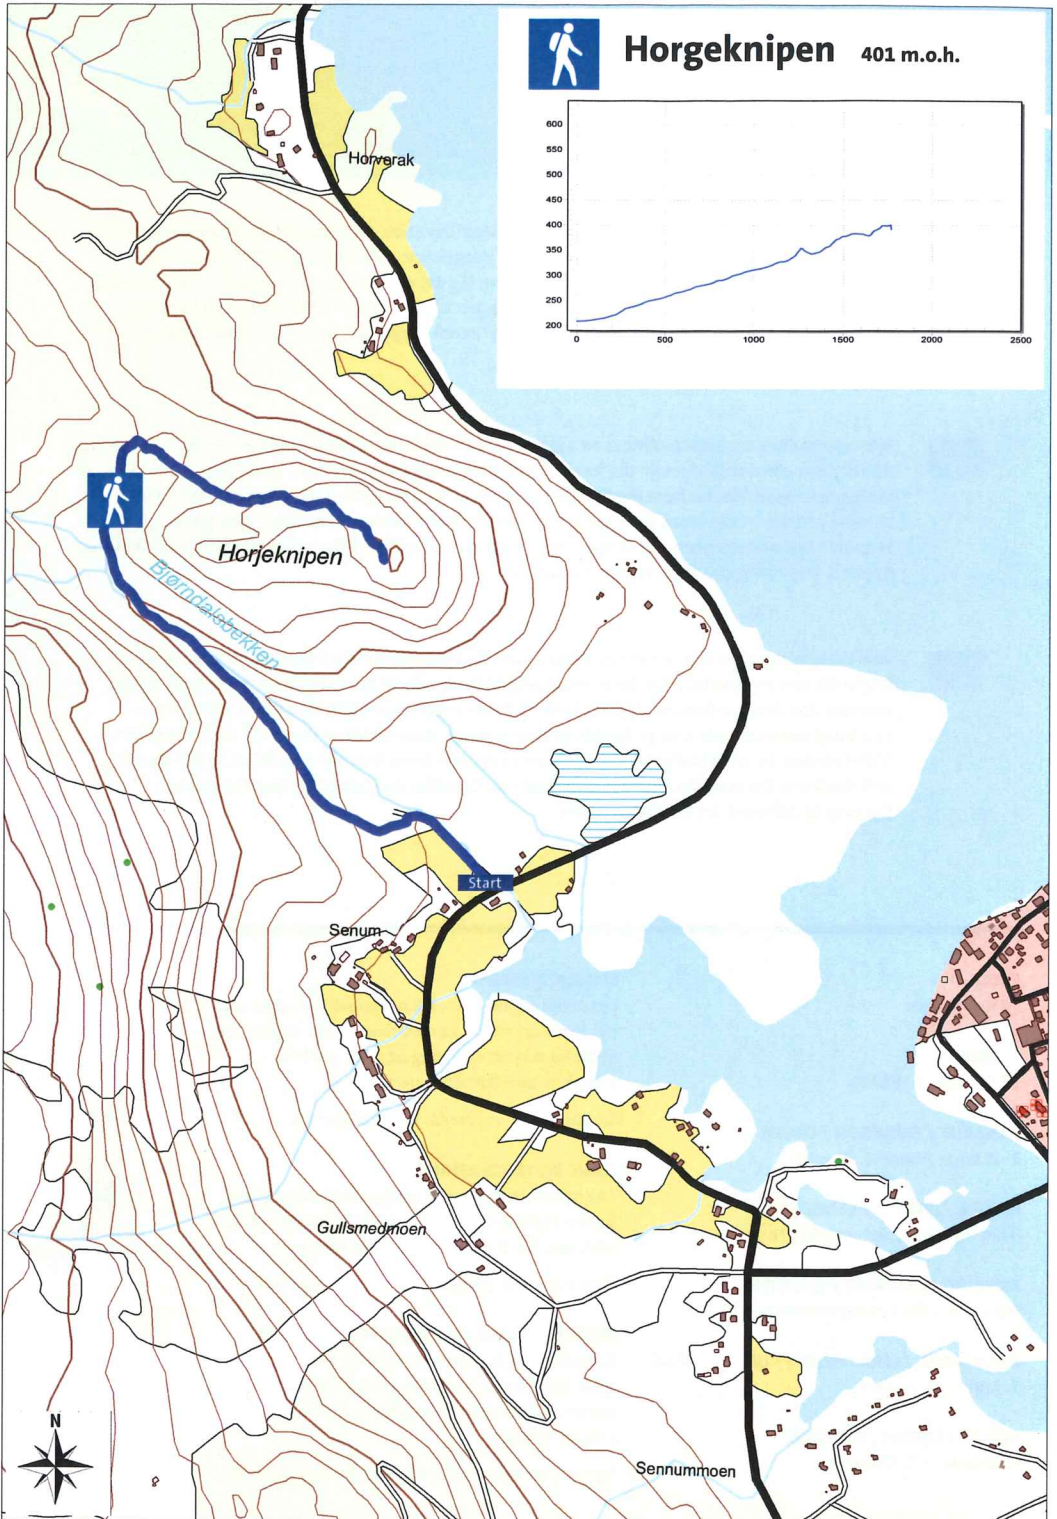 Horgeknipen 401 m.o.h.
600
550
500
450
400
350
300
250
200
0 500 1000 1500 2000 2500
Horverak
Horjeknipen
Bjørndalsbekken
Start
Senum
Gullsmedmoen
N
Sennummoen